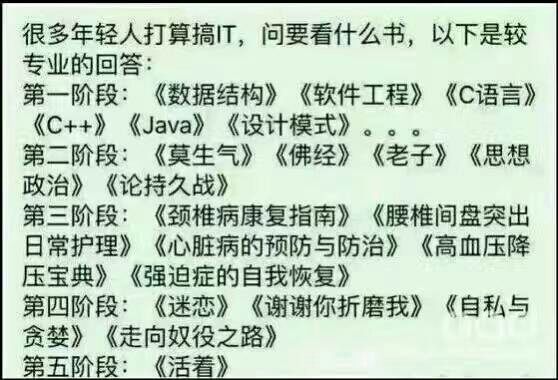 很多年轻人打算搞IT，问要看什么书，以下是较
专业的回答：
第一阶段：《数据结构》《软件工程》《C语言》
《C++》《Java》《设计模式》。。。
第二阶段：《莫生气》《佛经》《老子》《思想
政治》《论持久战》
第三阶段：《颈椎病康复指南》《腰椎间盘突出
日常护理》《心脏病的预防与防治》《高血压降
压宝典》《强迫症的自我恢复》
第四阶段：《迷恋》《谢谢你折磨我》《自私与
贪婪》《走向奴役之路》
第五阶段：《活着》